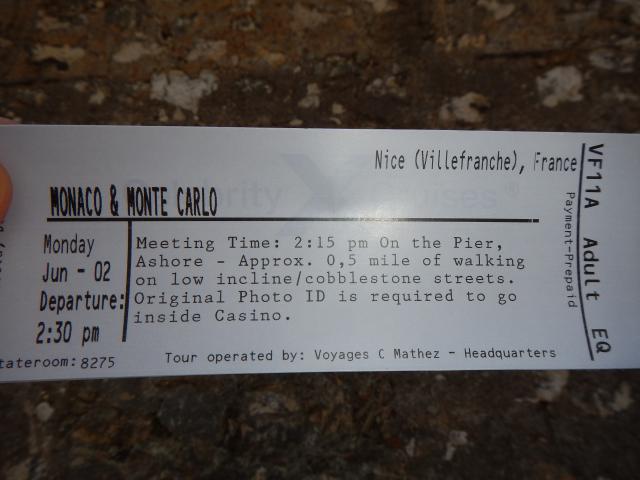 Nice (Villefranche), France
Celebrity X Cruises®
MONACO & MONTE CARLO
Monday
Jun - 02
Departure:
2:30 pm
Meeting Time: 2:15 pm On the Pier,
Ashore - Approx. 0,5 mile of walking
on low incline/cobblestone streets.
Original Photo ID is required to go
inside Casino.
tateroom: 8275
Tour operated by: Voyages C Mathez - Headquarters
VF11A Adult EQ
Payment-Prepaid